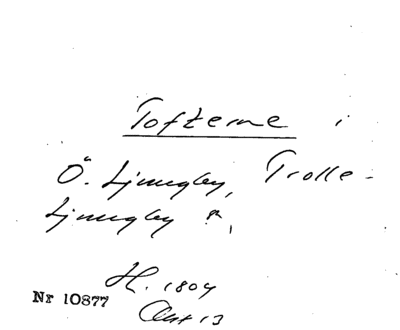 Tofterne i
Ö. Ljungby, Trolle-
Ljungby
H. 1804
Nr 10877